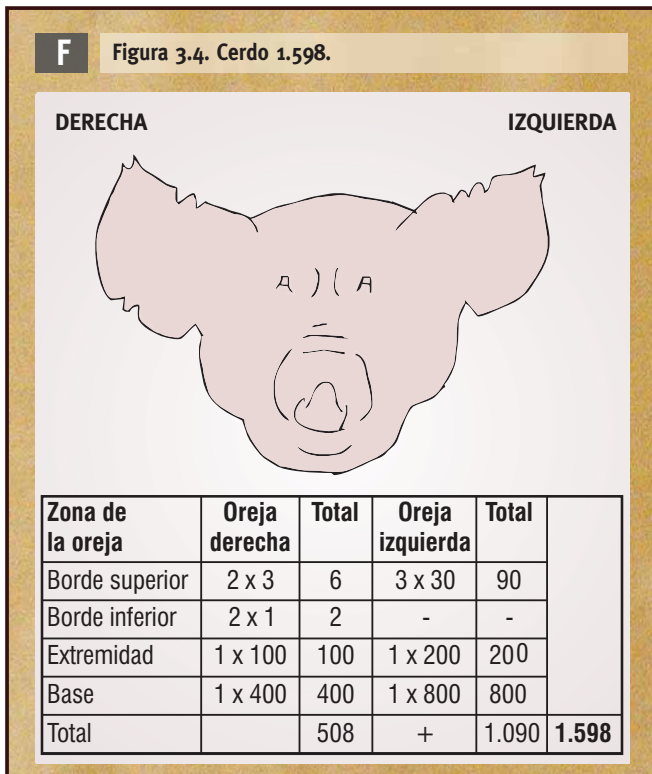 F Figura 3.4. Cerdo 1.598.
DERECHA IZQUIERDA
Zona de la oreja Oreja derecha Total Oreja izquierda Total
Borde superior 2 x 3 6 3 x 30 90
Borde inferior 2 x 1 2 - -
Extremidad 1 x 100 100 1 x 200 200
Base 1 x 400 400 1 x 800 800
Total 508 + 1.090 1.598